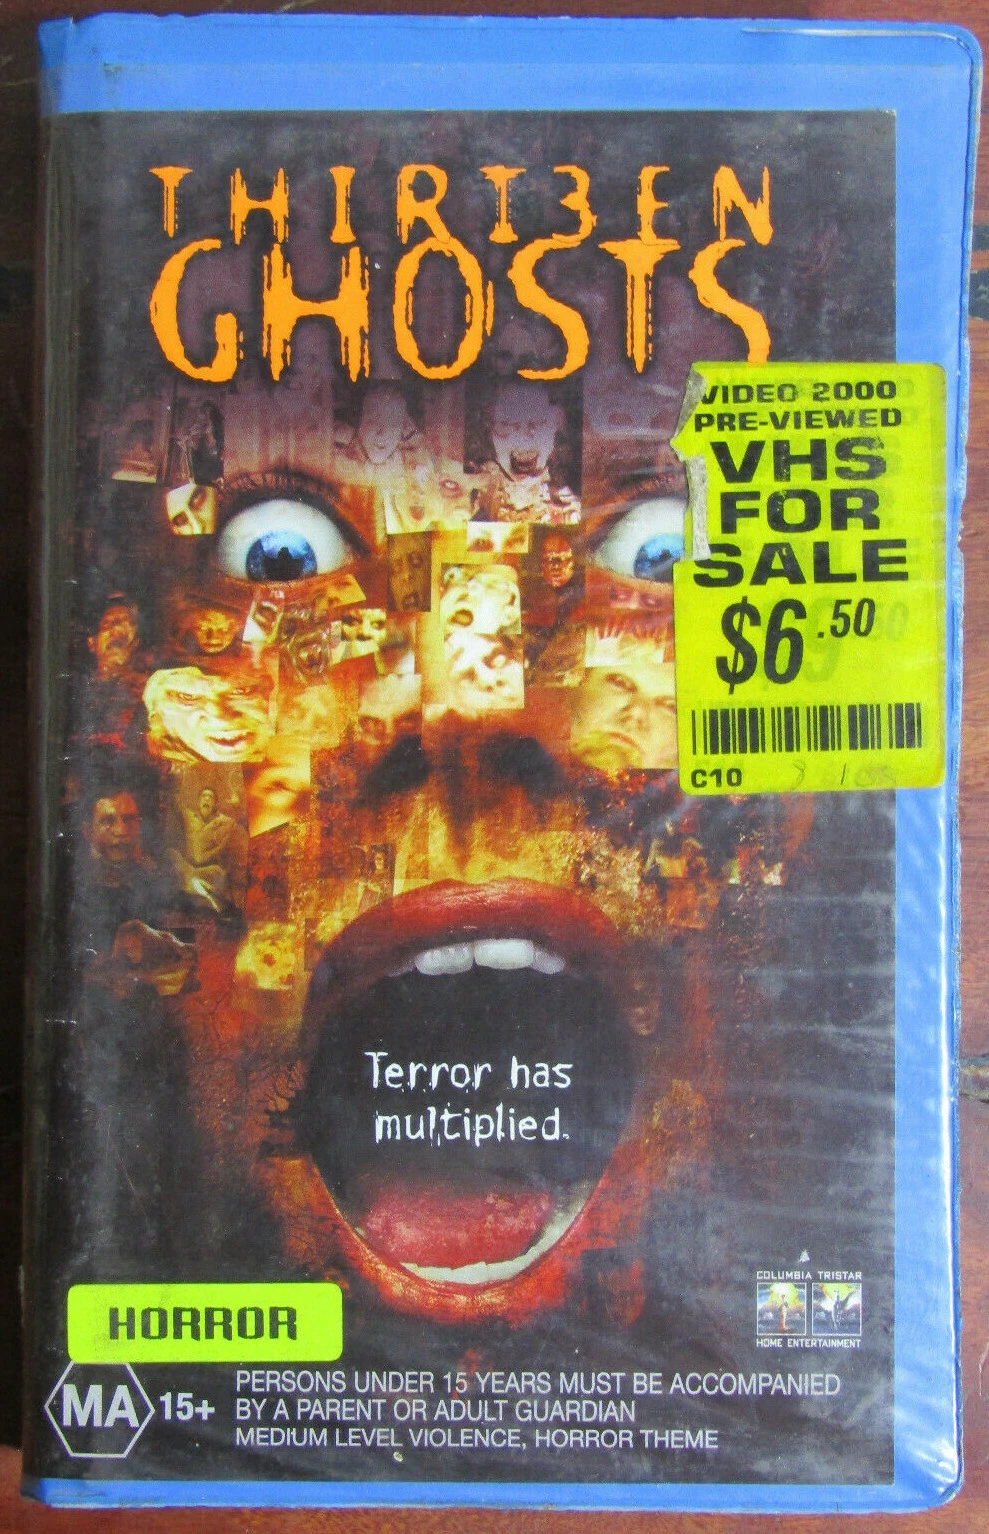 THIRT3EN
GHOSTS
VIDEO 2000
PRE-VIEWED
VHS
FOR
SALE
$6.50
C10
Terror has
multiplied.
COLUMBIA TRISTAR
HOME ENTERTAINMENT
HORROR
MA 15+
PERSONS UNDER 15 YEARS MUST BE ACCOMPANIED
BY A PARENT OR ADULT GUARDIAN
MEDIUM LEVEL VIOLENCE, HORROR THEME